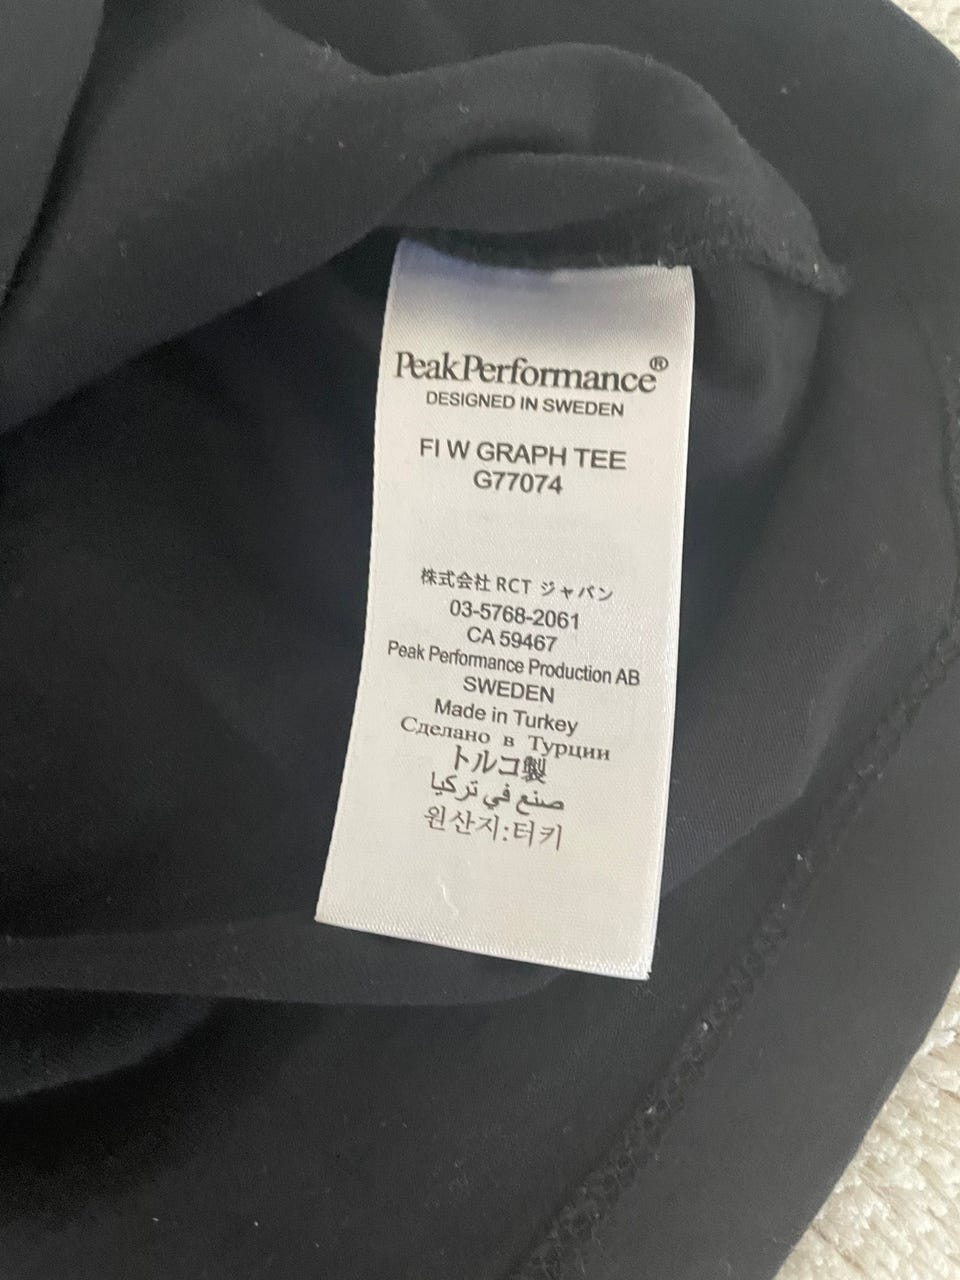 PeakPerformance®
DESIGNED IN SWEDEN
FI W GRAPH TEE
G77074
株式会社 RCT ジャパン
03-5768-2061
CA 59467
Peak Performance Production AB
SWEDEN
Made in Turkey
Сделано в Турции
トルコ製
صنع في تركيا
원산지:터키